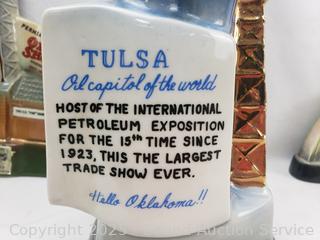 TULSA
Oil capitol of the world
HOST OF THE INTERNATIONAL
PETROLEUM EXPOSITION
FOR THE 15th TIME SINCE
1923, THIS THE LARGEST
TRADE SHOW EVER.
Hello Oklahoma!!